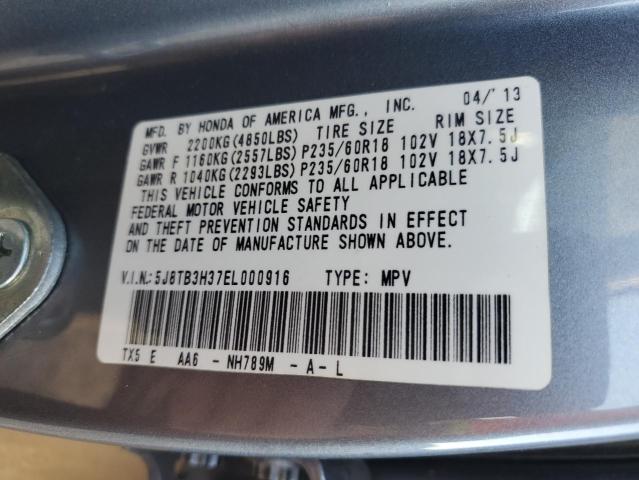 MFD. BY HONDA OF AMERICA MFG., INC. 04/'13
GVWR 2200KG(4850LBS) TIRE SIZE RIM SIZE
GAWR F 1160KG(2557LBS) P235/60R18 102V 18X7.5J
GAWR R 1040KG(2293LBS) P235/60R18 102V 18X7.5J
THIS VEHICLE CONFORMS TO ALL APPLICABLE
FEDERAL MOTOR VEHICLE SAFETY
AND THEFT PREVENTION STANDARDS IN EFFECT
ON THE DATE OF MANUFACTURE SHOWN ABOVE.
V.I.N.: 5J8TB3H37EL000916 TYPE: MPV
TX5 E AA6 - NH789M - A - L